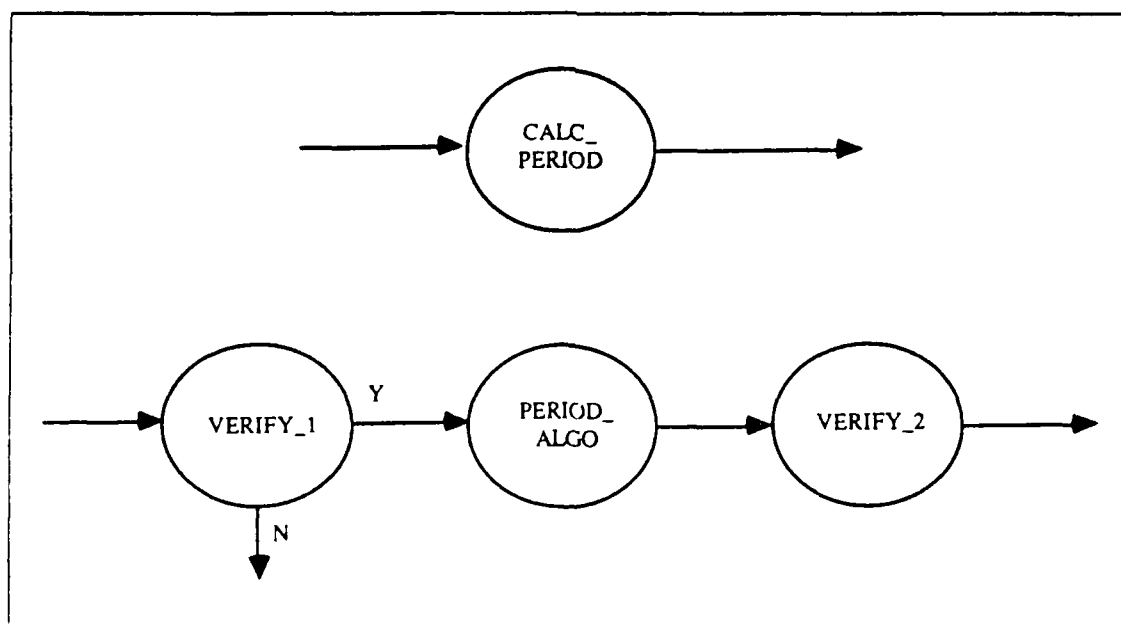 CALC_
PERIOD
VERIFY_1
Y
N
PERIOD_
ALGO
VERIFY_2